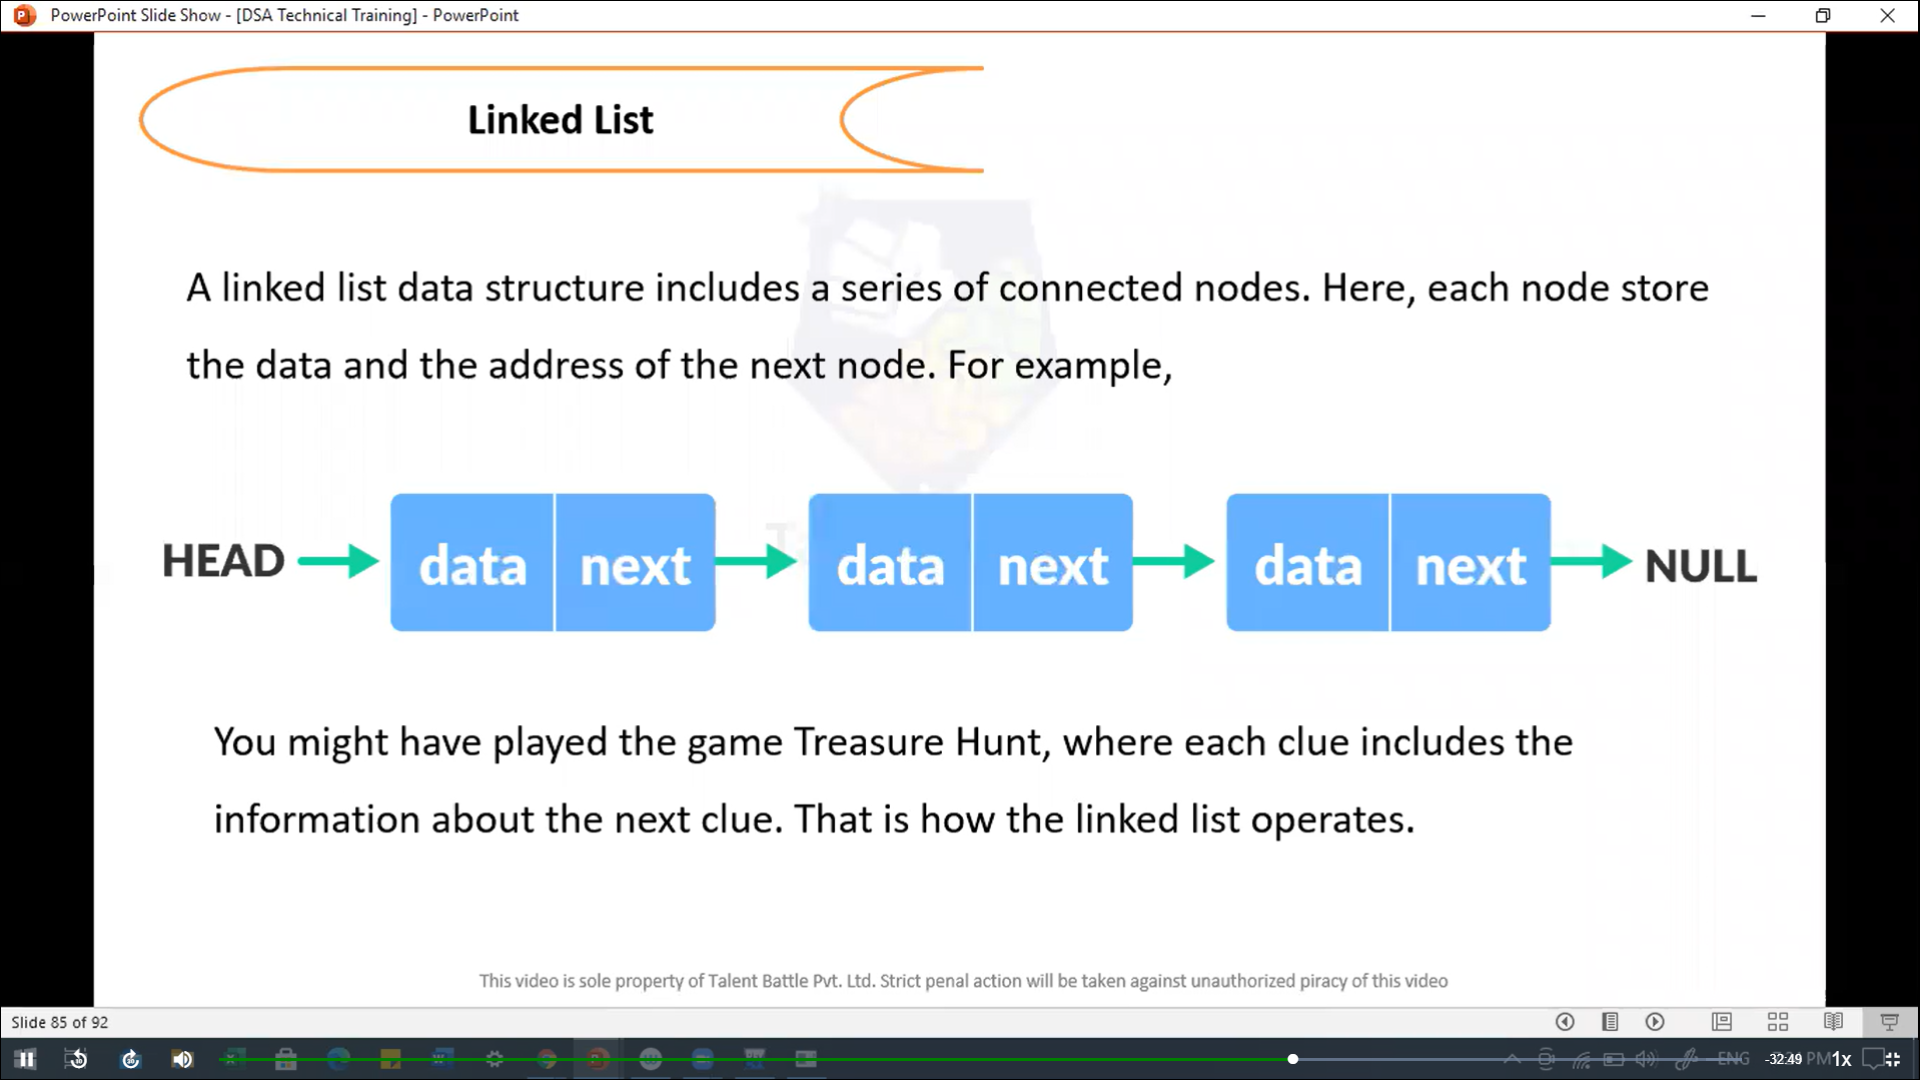 PowerPoint Slide Show - [DSA Technical Training] - PowerPoint
Linked List
A linked list data structure includes a series of connected nodes. Here, each node store
the data and the address of the next node. For example,
HEAD data next data next data next NULL
You might have played the game Treasure Hunt, where each clue includes the
information about the next clue. That is how the linked list operates.
This video is sole property of Talent Battle Pvt. Ltd. Strict penal action will be taken against unauthorized piracy of this video
Slide 85 of 92
30 30 ENG -32:49 PM 1x